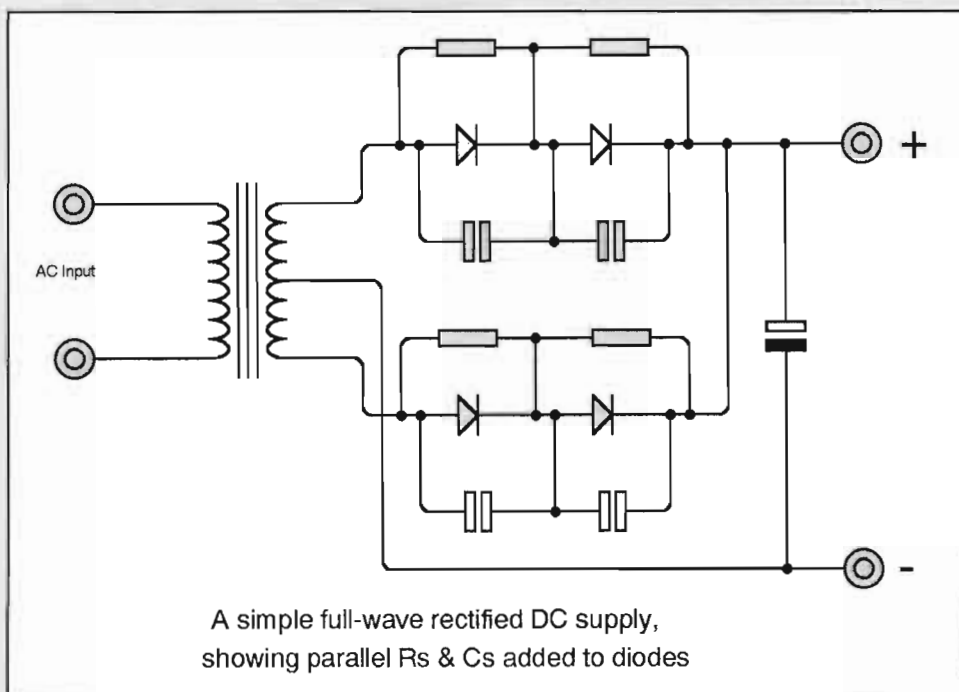 +
AC Input
-
A simple full-wave rectified DC supply,
showing parallel Rs & Cs added to diodes